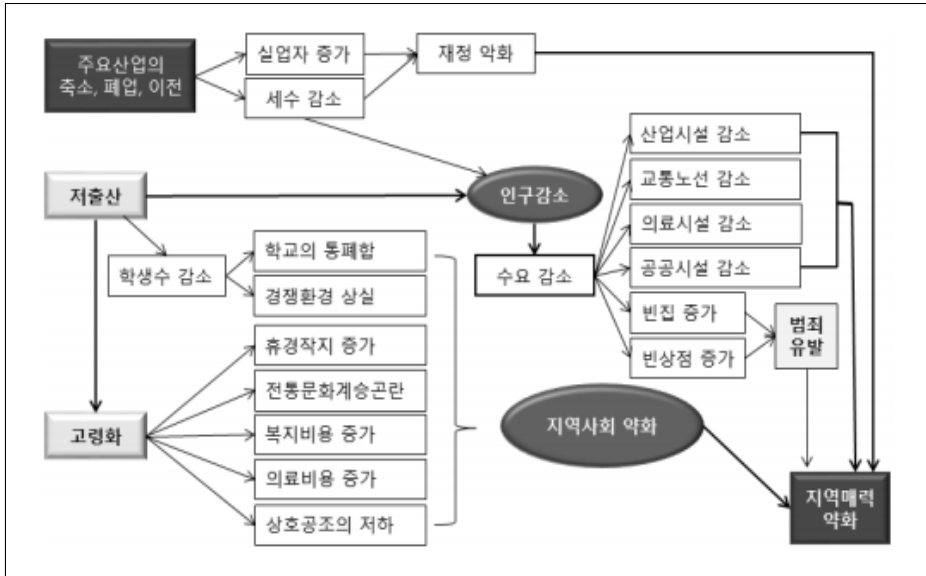 주요산업의
축소, 폐업, 이전
실업자 증가
세수 감소
재정 악화
저출산
인구감소
산업시설 감소
교통노선 감소
의료시설 감소
공공시설 감소
학생수 감소
학교의 통폐합
경쟁환경 상실
수요 감소
빈집 증가
빈상점 증가
범죄
유발
휴경작지 증가
전통문화계승곤란
고령화
복지비용 증가
의료비용 증가
상호공조의 저하
지역사회 약화
지역매력
약화